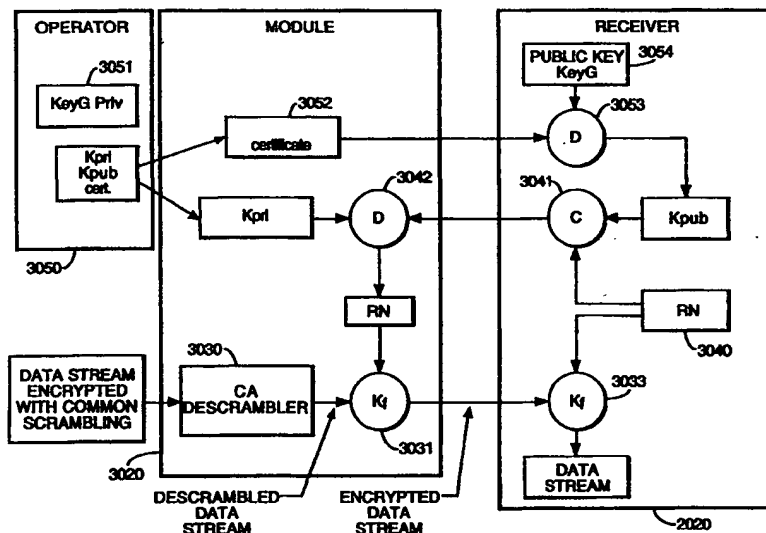 OPERATOR
3051
KeyG Priv
Kpri
Kpub
cert.
3050
MODULE
3052
certificate
3042
Kpri
D
RN
3030
CA
DESCRAMBLER
Kf
3031
3020
RECEIVER
PUBLIC KEY
KeyG
3054
3053
D
3041
C
Kpub
RN
3040
3033
Kf
DATA
STREAM
2020
DATA STREAM
ENCRYPTED
WITH COMMON
SCRAMBLING
DESCRAMBLED
DATA
STREAM
ENCRYPTED
DATA
STREAM